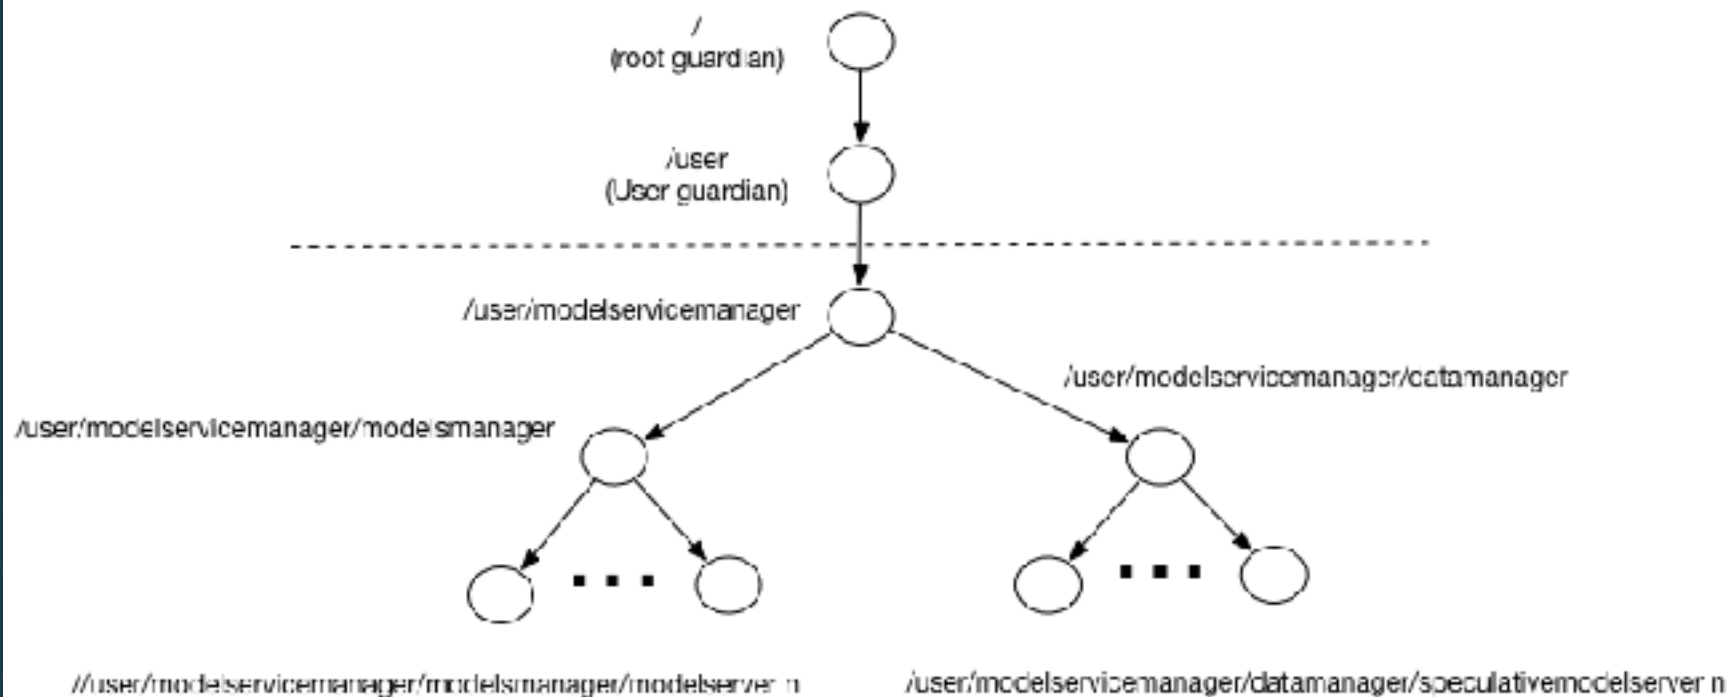 /
(root guardian)
/user
(User guardian)
/user/modelservicemanager
/user/modelservicemanager/datamanager
/user/modelservicemanager/modelsmanager
//user/modelservicemanager/modelsmanager/modelserver n
/user/modelservicemanager/datamanager/speculativemodelserver n